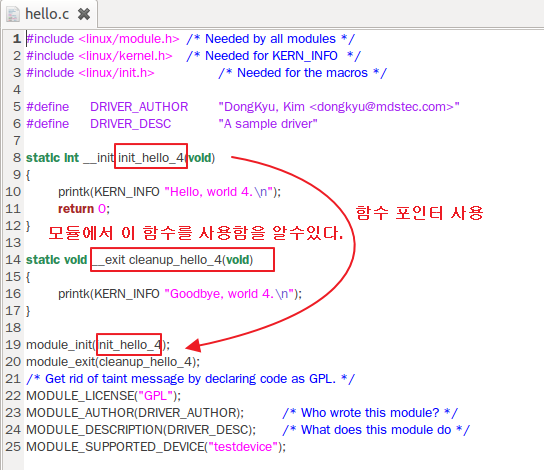 hello.c
1 #include <linux/module.h> /* Needed by all modules */
2 #include <linux/kernel.h> /* Needed for KERN_INFO */
3 #include <linux/init.h> /* Needed for the macros */
4
5 #define DRIVER_AUTHOR "DongKyu, Kim <dongkyu@mdstec.com>"
6 #define DRIVER_DESC "A sample driver"
7
8 static int __init init_hello_4(void)
9 {
10 printk(KERN_INFO "Hello, world 4.\n");
함수 포인터 사용
11 return 0;
12 }
모듈에서 이 함수를 사용함을 알수있다.
13
14 static void __exit cleanup_hello_4(void)
15 {
16 printk(KERN_INFO "Goodbye, world 4.\n");
17 }
18
19 module_init(init_hello_4);
20 module_exit(cleanup_hello_4);
21 /* Get rid of taint message by declaring code as GPL. */
22 MODULE_LICENSE("GPL");
23 MODULE_AUTHOR(DRIVER_AUTHOR); /* Who wrote this module? */
24 MODULE_DESCRIPTION(DRIVER_DESC); /* What does this module do */
25 MODULE_SUPPORTED_DEVICE("testdevice");